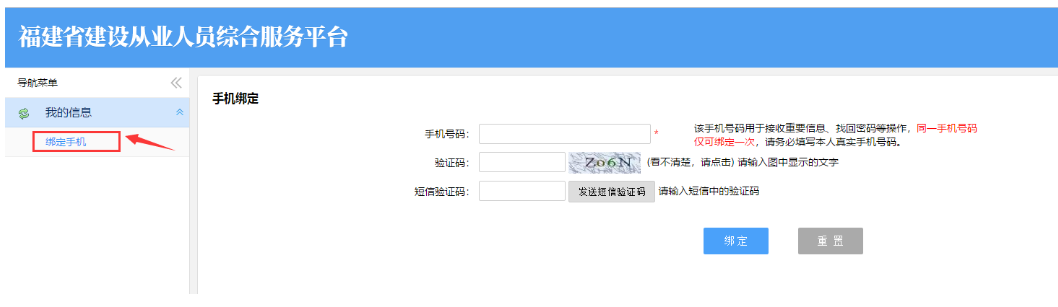 福建省建设从业人员综合服务平台
导航菜单
我的信息
绑定手机
手机绑定
手机号码： * 该手机号码用于接收重要信息、找回密码等操作，同一手机号码
仅可绑定一次，请务必填写本人真实手机号码。
验证码： Zo6N (看不清楚，请点击) 请输入图中显示的文字
短信验证码： 发送短信验证码 请输入短信中的验证码
绑定 重置